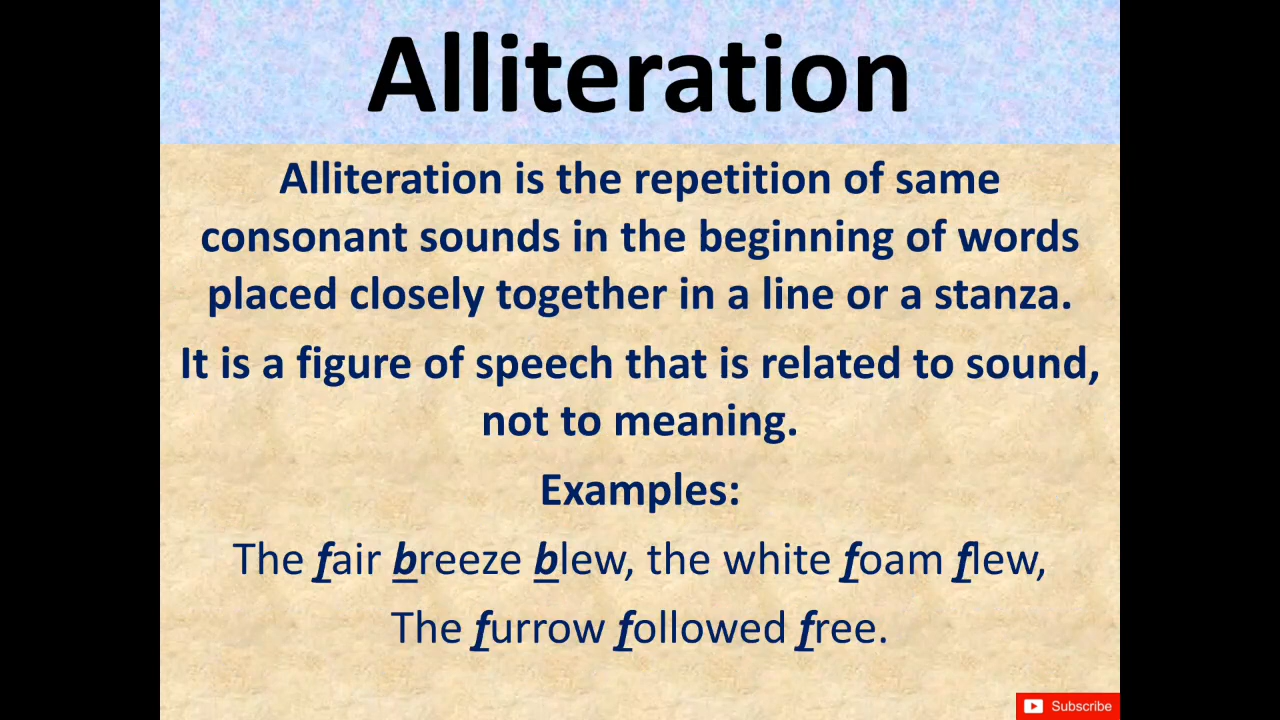 Alliteration
Alliteration is the repetition of same
consonant sounds in the beginning of words
placed closely together in a line or a stanza.
It is a figure of speech that is related to sound,
not to meaning.
Examples:
The fair breeze blew, the white foam flew,
The furrow followed free.
Subscribe